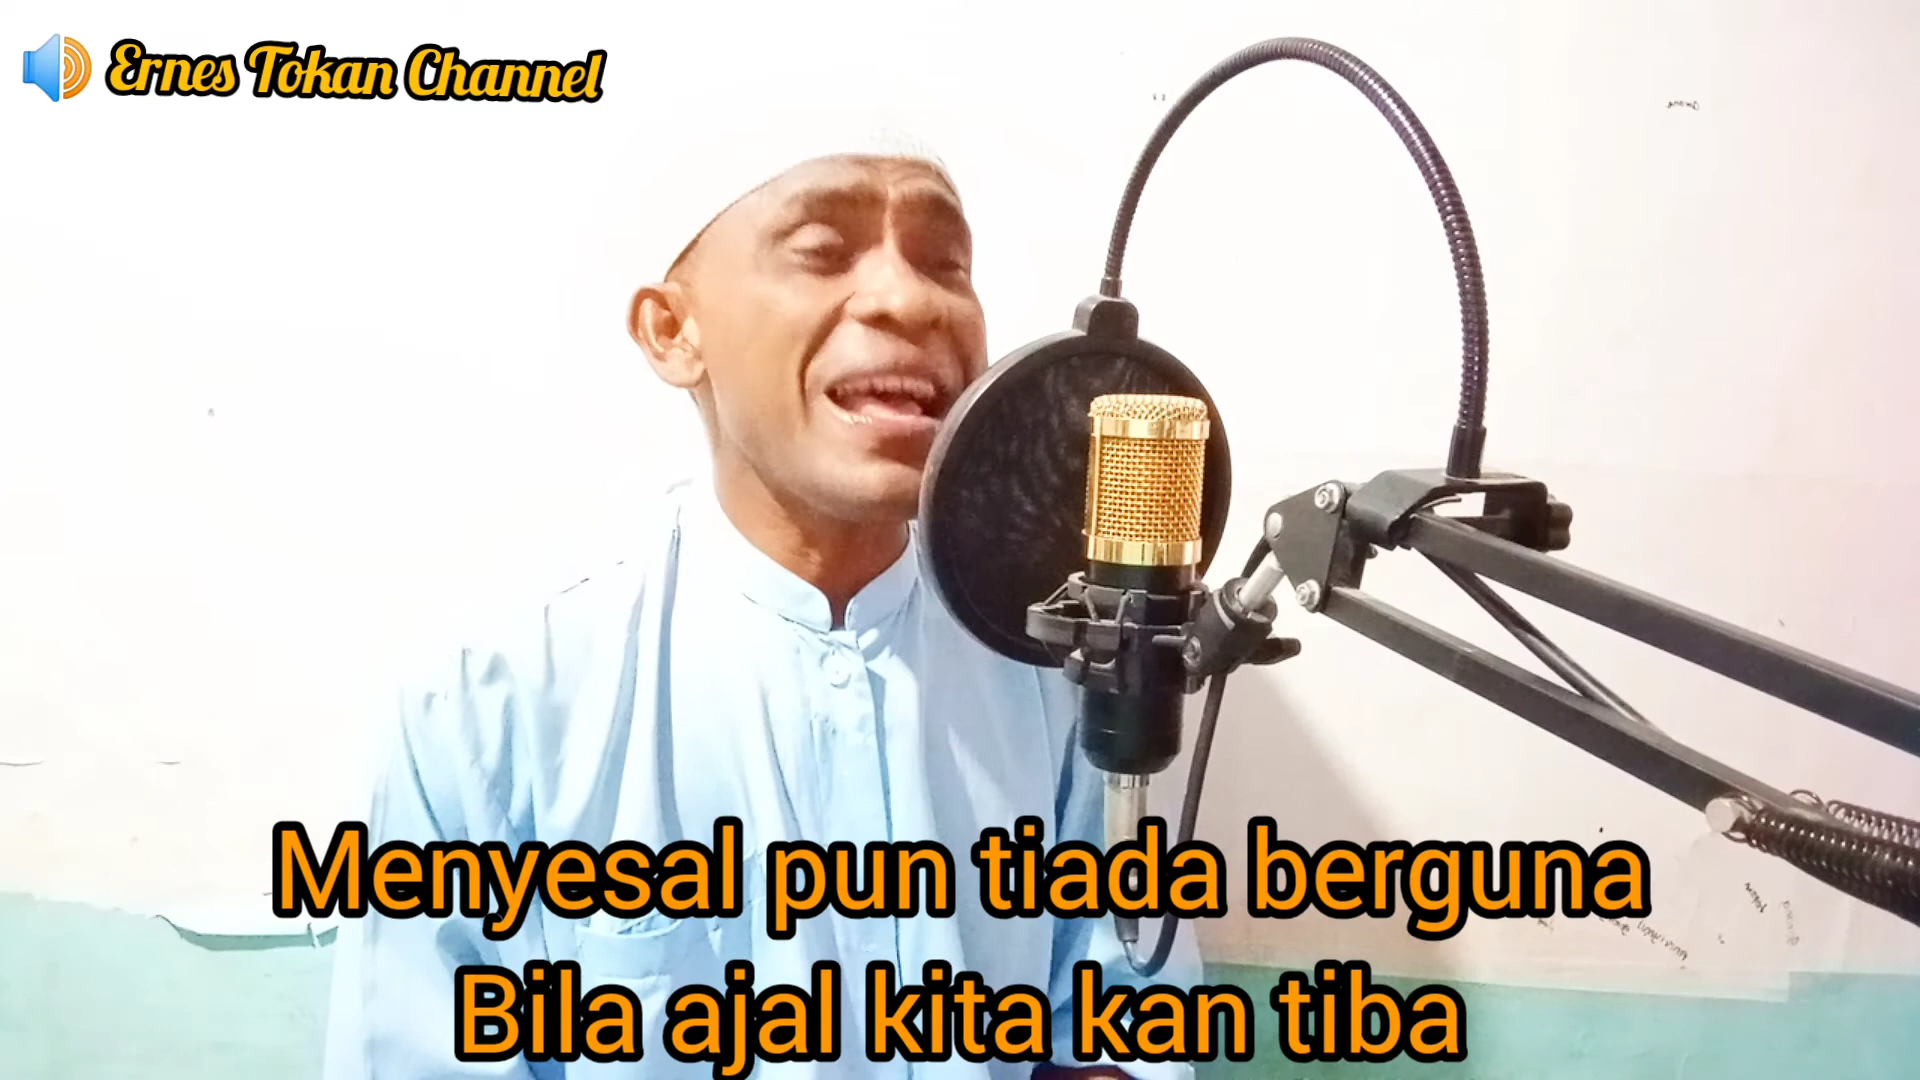 Ernes Tokan Channel
Menyesal pun tiada berguna
Bila ajal kita kan tiba